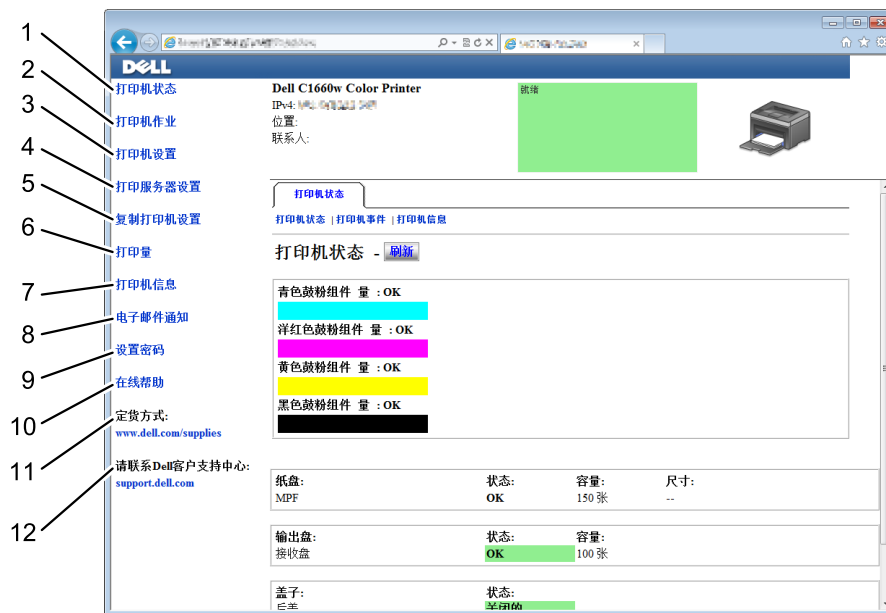 1
2
3
4
5
6
7
8
9
10
11
12
DELL
打印机状态
打印机作业
打印机设置
打印服务器设置
复制打印机设置
打印量
打印机信息
电子邮件通知
设置密码
在线帮助
定货方式:
www.dell.com/supplies
请联系Dell客户支持中心:
support.dell.com
Dell C1660w Color Printer
IPv4:
位置:
联系人:
就绪
打印机状态
打印机状态 | 打印机事件 | 打印机信息
打印机状态 - 刷新
青色鼓粉组件 量 : OK
洋红色鼓粉组件 量 : OK
黄色鼓粉组件 量 : OK
黑色鼓粉组件 量 : OK
纸盘: 状态: 容量: 尺寸:
MPF OK 150 张 --
输出盘: 状态: 容量:
接收盘 OK 100 张
盖子: 状态:
后盖 关闭的